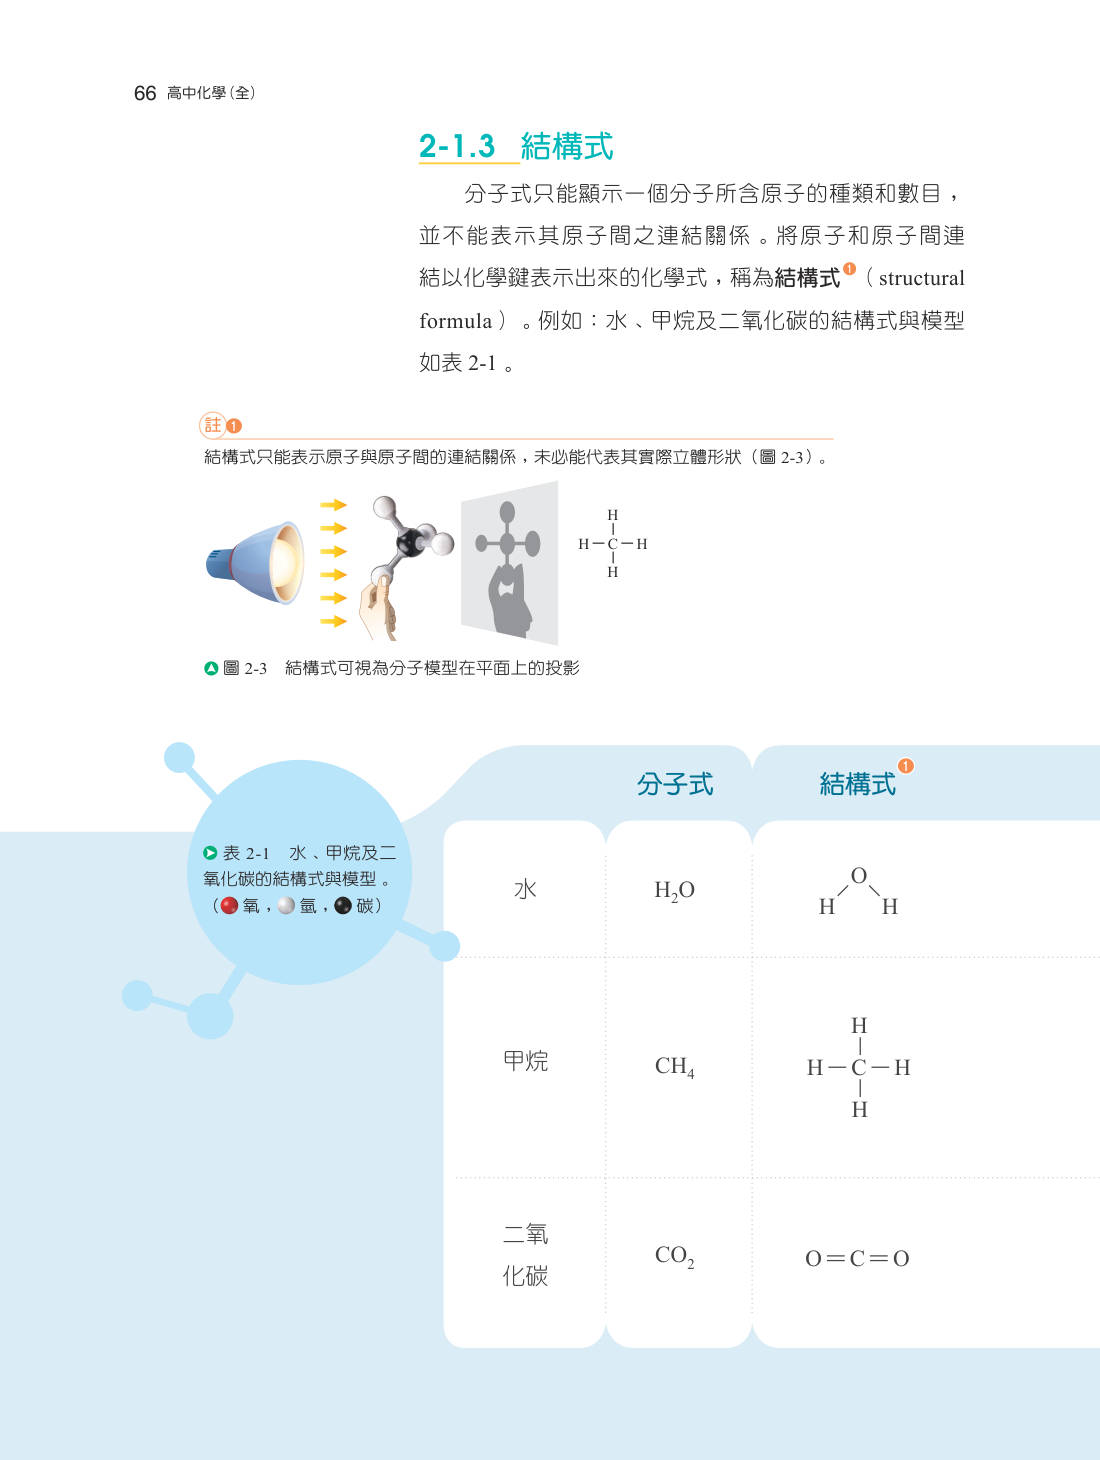 66 高中化學(全)
2-1.3 結構式
分子式只能顯示一個分子所含原子的種類和數目，
並不能表示其原子間之連結關係。將原子和原子間連
結以化學鍵表示出來的化學式，稱為結構式❶（structural
formula）。例如：水、甲烷及二氧化碳的結構式與模型
如表 2-1。
註❶
結構式只能表示原子與原子間的連結關係，未必能代表其實際立體形狀（圖 2-3）。
H
H－C－H
H
圖 2-3 結構式可視為分子模型在平面上的投影
分子式 結構式❶
表 2-1 水、甲烷及二
氧化碳的結構式與模型。
（氧，氫，碳）
水 H₂O
O
H H
甲烷 CH₄
H
H－C－H
H
二氧
化碳
CO₂ O＝C＝O